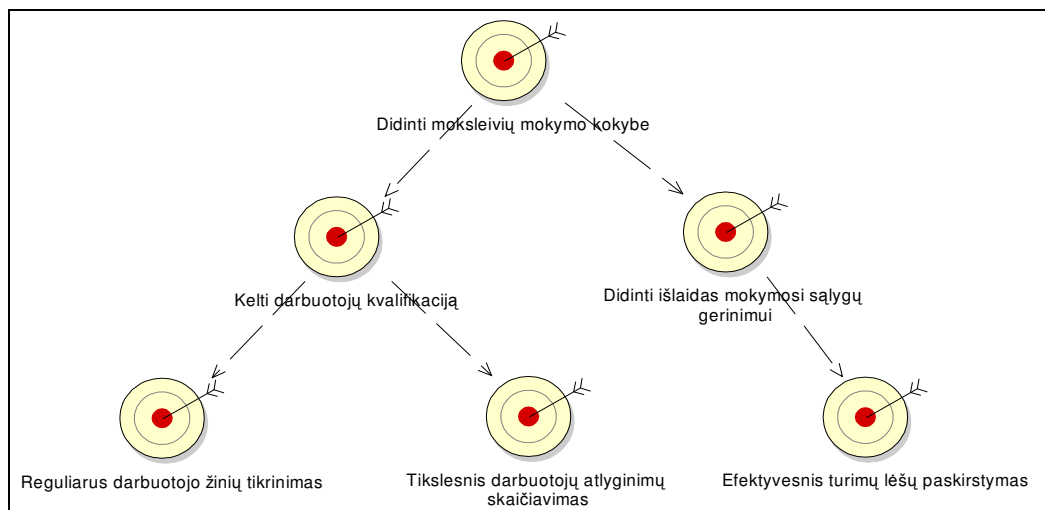 Didinti moksleivių mokymo kokybe
Kelti darbuotojų kvalifikaciją
Didinti išlaidas mokymosi sąlygų
gerinimui
Reguliarus darbuotojo žinių tikrinimas
Tikslesnis darbuotojų atlyginimų
skaičiavimas
Efektyvesnis turimų lėšų paskirstymas